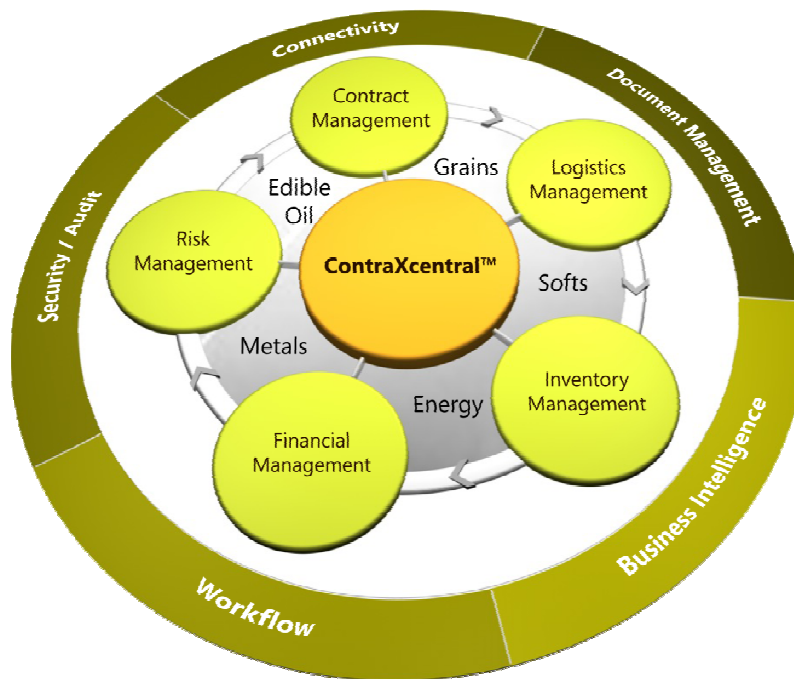 Connectivity
Document Management
Contract
Management
Logistics
Management
Grains
Edible
Oil
Security / Audit
Risk
Management
ContraXcentral™
Softs
Metals
Inventory
Management
Energy
Financial
Management
Business Intelligence
Workflow